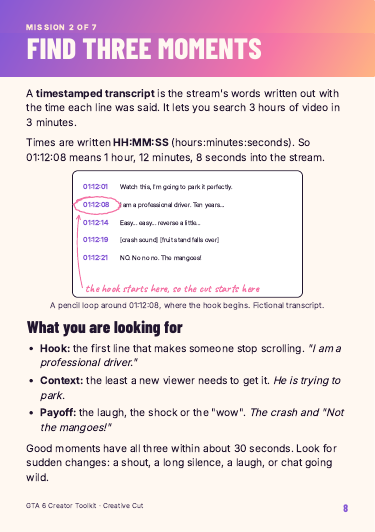 MISSION 2 OF 7
FIND THREE MOMENTS
A timestamped transcript is the stream's words written out with
the time each line was said. It lets you search 3 hours of video in
3 minutes.
Times are written HH:MM:SS (hours:minutes:seconds). So
01:12:08 means 1 hour, 12 minutes, 8 seconds into the stream.
01:12:01 Watch this, I'm going to park it perfectly.
01:12:08 I am a professional driver. Ten years...
01:12:14 Easy... easy... reverse a little...
01:12:19 [crash sound] [fruit stand falls over]
01:12:21 NO. No no no. The mangoes!
the hook starts here, so the cut starts here
A pencil loop around 01:12:08, where the hook begins. Fictional transcript.
What you are looking for
• Hook: the first line that makes someone stop scrolling. "I am a
professional driver."
• Context: the least a new viewer needs to get it. He is trying to
park.
• Payoff: the laugh, the shock or the "wow". The crash and "Not
the mangoes!"
Good moments have all three within about 30 seconds. Look for
sudden changes: a shout, a long silence, a laugh, or chat going
wild.
GTA 6 Creator Toolkit · Creative Cut
8